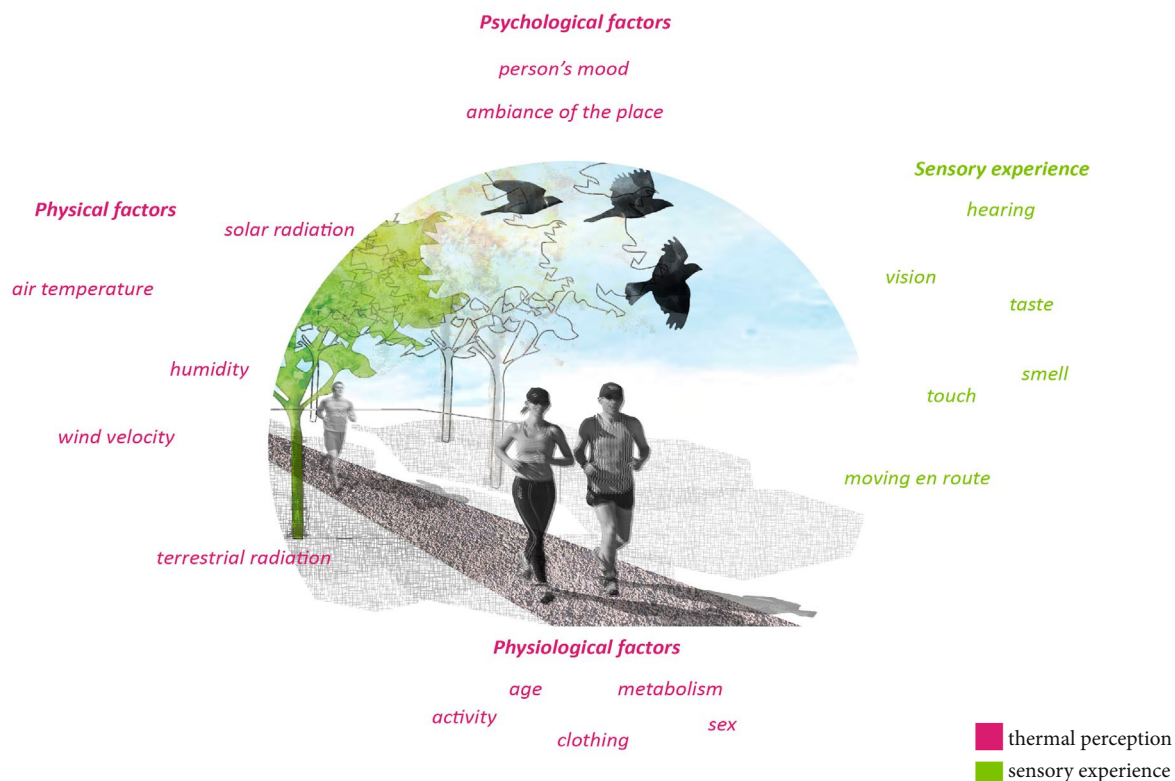 Psychological factors
person's mood
ambiance of the place
Physical factors
solar radiation
air temperature
humidity
wind velocity
terrestrial radiation
Sensory experience
hearing
vision
taste
smell
touch
moving en route
Physiological factors
age
metabolism
activity
sex
clothing
thermal perception
sensory experience